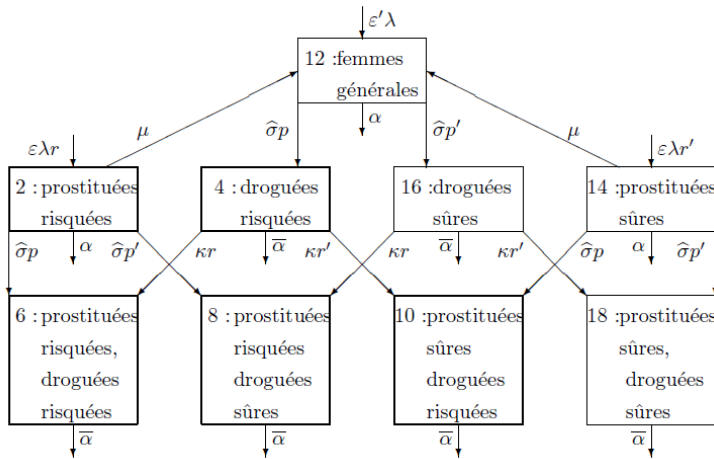 ε′λ
12 :femmes
générales
μ
σ̂p
α
σ̂p′
μ
ελr
ελr′
2 : prostituées
risquées
4 : droguées
risquées
16 : droguées
sûres
14 : prostituées
sûres
σ̂p
α
σ̂p′
κr
α̅
κr′
κr
α̅
κr′
σ̂p
α
σ̂p′
6 : prostituées
risquées,
droguées
risquées
8 : prostituées
risquées
droguées
sûres
10 :prostituées
sûres
droguées
risquées
18 : prostituées
sûres,
droguées
sûres
α̅
α̅
α̅
α̅